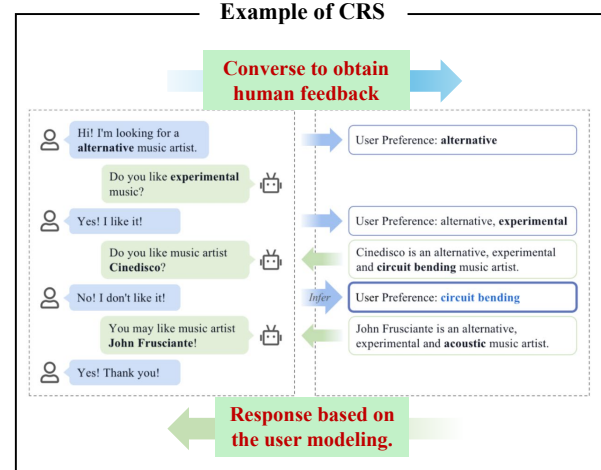 Example of CRS
Converse to obtain
human feedback
Hi! I'm looking for a
alternative music artist.
User Preference: alternative
Do you like experimental
music?
Yes! I like it!
User Preference: alternative, experimental
Do you like music artist
Cinedisco?
Cinedisco is an alternative, experimental
and circuit bending music artist.
No! I don't like it!
Infer
User Preference: circuit bending
You may like music artist
John Frusciante!
John Frusciante is an alternative,
experimental and acoustic music artist.
Yes! Thank you!
Response based on
the user modeling.